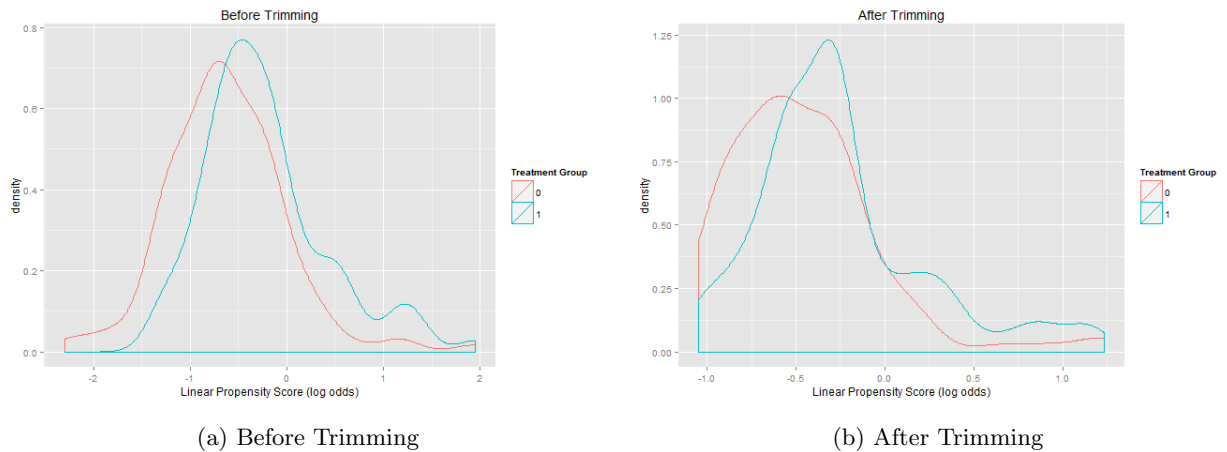 Before Trimming
0.8
0.6
0.4
0.2
0.0
density
-2
-1
0
1
2
Linear Propensity Score (log odds)
Treatment Group
0
1
(a) Before Trimming
After Trimming
1.25
1.00
0.75
0.50
0.25
0.00
density
-1.0
-0.5
0.0
0.5
1.0
Linear Propensity Score (log odds)
Treatment Group
0
1
(b) After Trimming